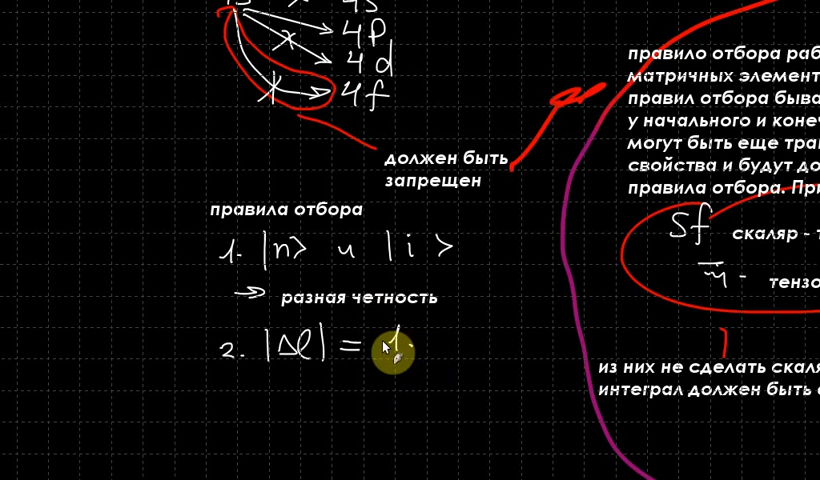 4s
4p
4d
4f
должен быть
запрещен
правила отбора
1. |n> и |i>
→ разная четность
2. |Δℓ| = 1.
правило отбора раб
матричных элемент
правил отбора быва
у начального и коне
могут быть еще тра
свойства и будут до
правила отбора. При
sf скаляр - т
m - тензо
из них не сделать скаля
интеграл должен быть